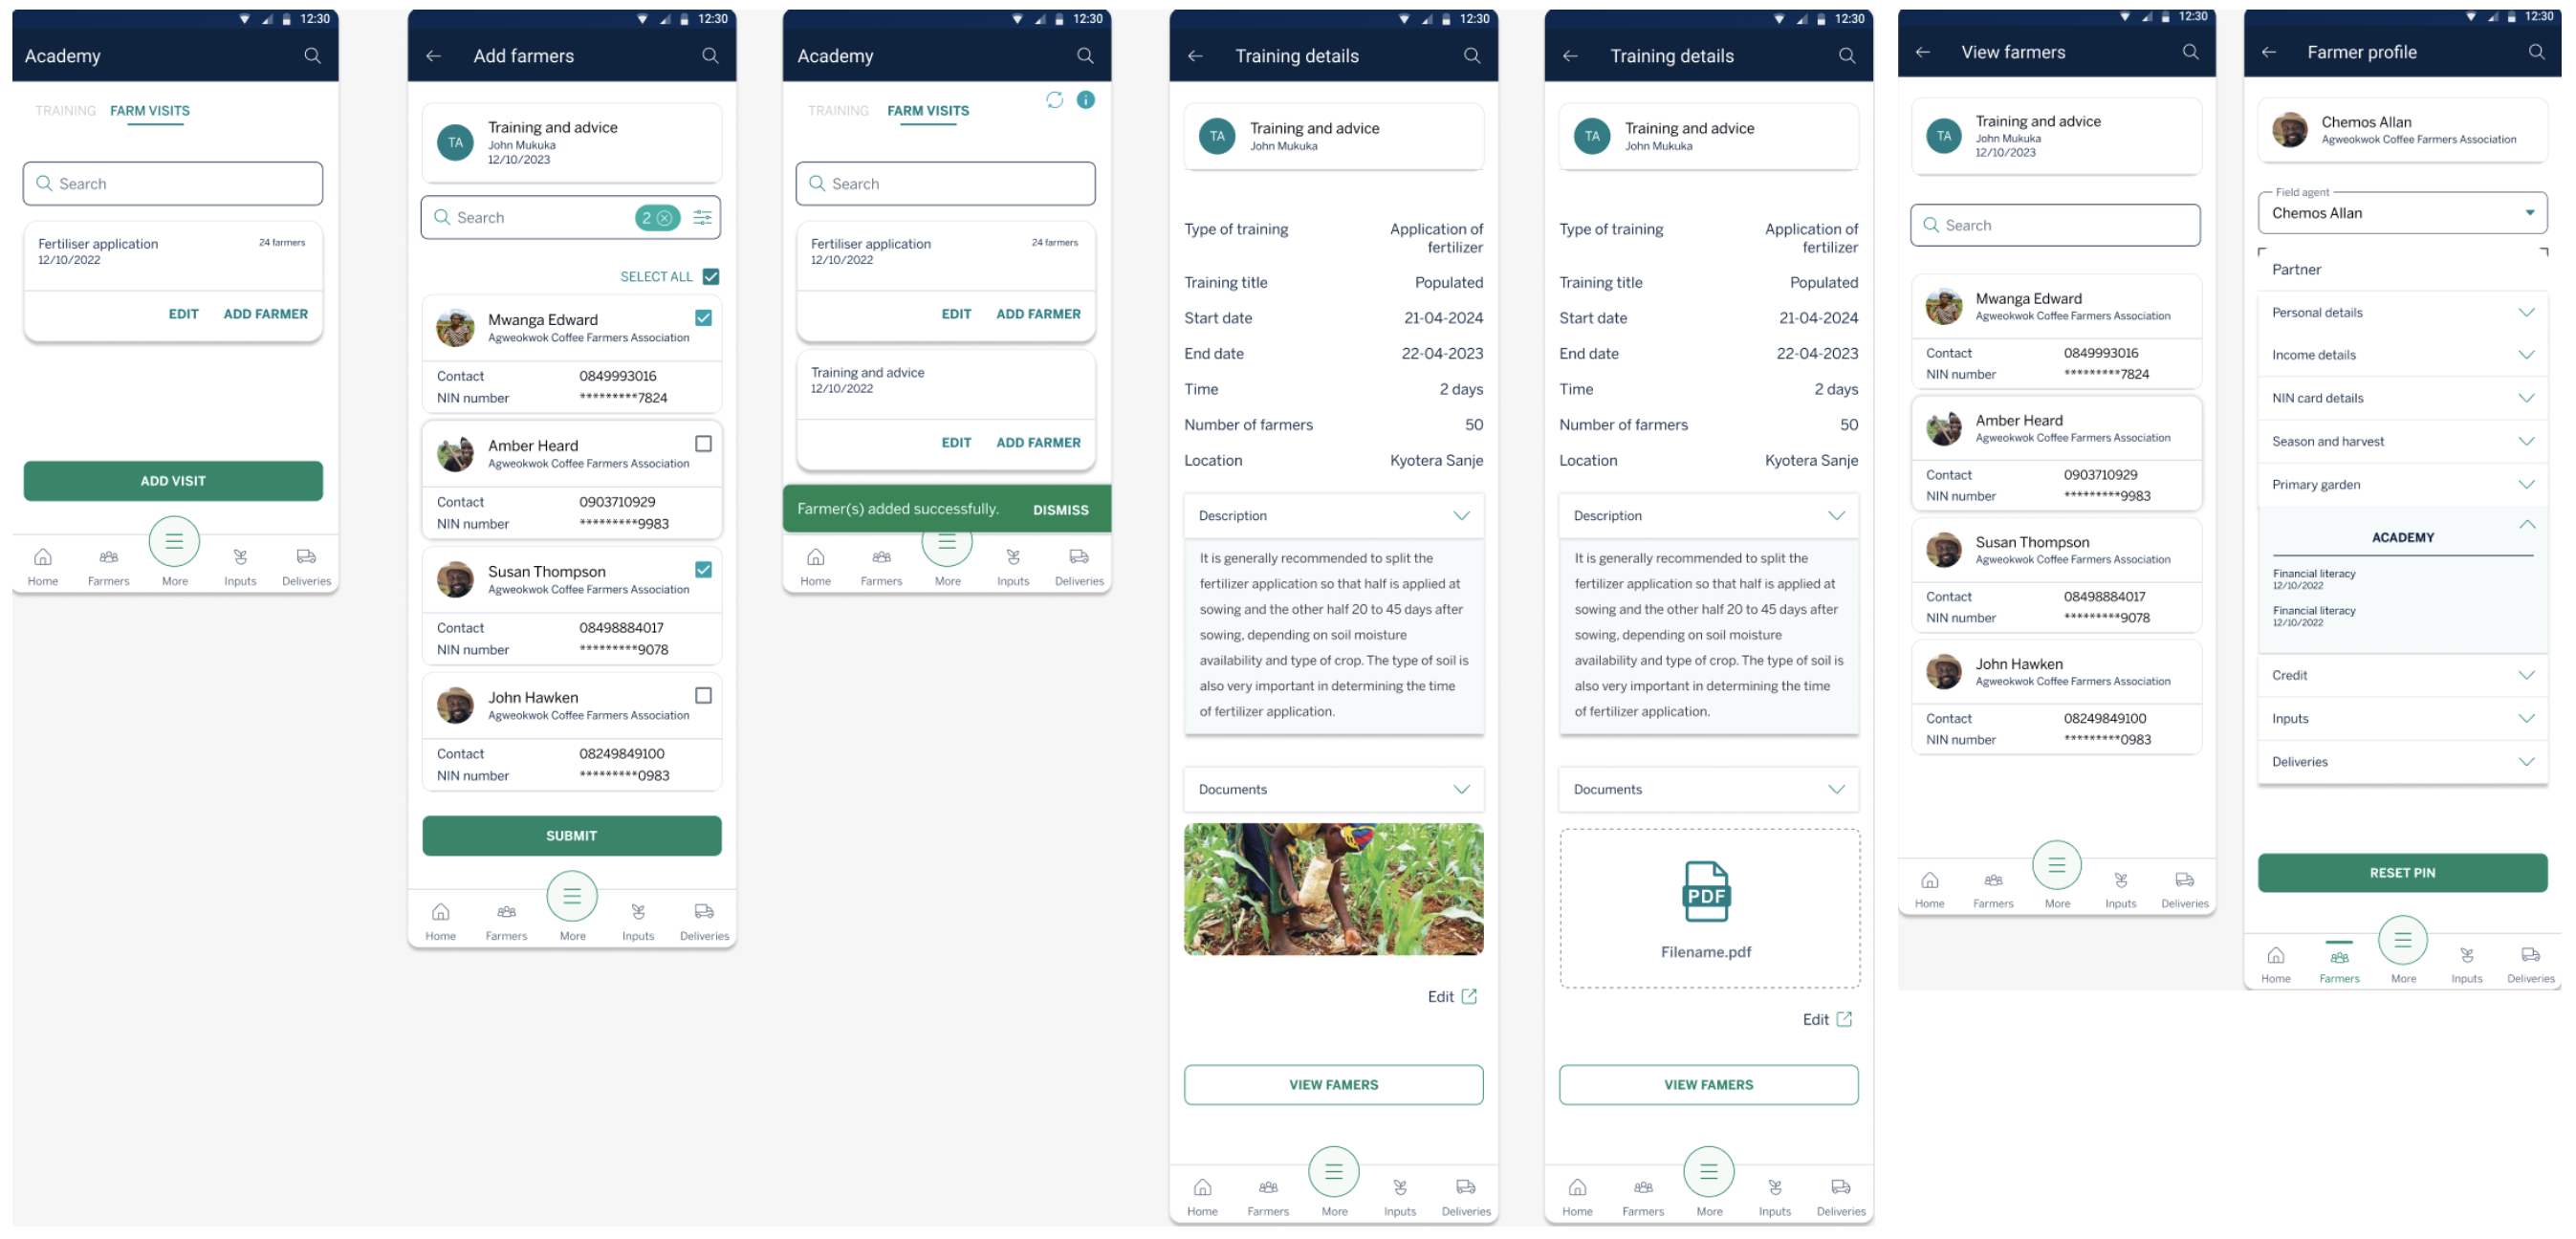 12:30
Academy
TRAINING FARM VISITS
Search
Fertiliser application 24 farmers
12/10/2022
EDIT ADD FARMER
ADD VISIT
Home Farmers More Inputs Deliveries
12:30
Add farmers
TA
Training and advice
John Mukuka
12/10/2023
Search 2
SELECT ALL
Mwanga Edward
Agweokwok Coffee Farmers Association
Contact 0849993016
NIN number *********7824
Amber Heard
Agweokwok Coffee Farmers Association
Contact 0903710929
NIN number *********9983
Susan Thompson
Agweokwok Coffee Farmers Association
Contact 08498884017
NIN number *********9078
John Hawken
Agweokwok Coffee Farmers Association
Contact 08249849100
NIN number *********0983
SUBMIT
Home Farmers More Inputs Deliveries
12:30
Academy
TRAINING FARM VISITS
Search
Fertiliser application 24 farmers
12/10/2022
EDIT ADD FARMER
Training and advice
12/10/2022
EDIT ADD FARMER
Farmer(s) added successfully. DISMISS
Home Farmers More Inputs Deliveries
12:30
Training details
TA
Training and advice
John Mukuka
Type of training Application of
fertilizer
Training title Populated
Start date 21-04-2024
End date 22-04-2023
Time 2 days
Number of farmers 50
Location Kyotera Sanje
Description
It is generally recommended to split the
fertilizer application so that half is applied at
sowing and the other half 20 to 45 days after
sowing, depending on soil moisture
availability and type of crop. The type of soil is
also very important in determining the time
of fertilizer application.
Documents
Edit
VIEW FAMERS
Home Farmers More Inputs Deliveries
12:30
Training details
TA
Training and advice
John Mukuka
Type of training Application of
fertilizer
Training title Populated
Start date 21-04-2024
End date 22-04-2023
Time 2 days
Number of farmers 50
Location Kyotera Sanje
Description
It is generally recommended to split the
fertilizer application so that half is applied at
sowing and the other half 20 to 45 days after
sowing, depending on soil moisture
availability and type of crop. The type of soil is
also very important in determining the time
of fertilizer application.
Documents
PDF
Filename.pdf
Edit
VIEW FAMERS
Home Farmers More Inputs Deliveries
12:30
View farmers
TA
Training and advice
John Mukuka
12/10/2023
Search
Mwanga Edward
Agweokwok Coffee Farmers Association
Contact 0849993016
NIN number *********7824
Amber Heard
Agweokwok Coffee Farmers Association
Contact 0903710929
NIN number *********9983
Susan Thompson
Agweokwok Coffee Farmers Association
Contact 08498884017
NIN number *********9078
John Hawken
Agweokwok Coffee Farmers Association
Contact 08249849100
NIN number *********0983
Home Farmers More Inputs Deliveries
12:30
Farmer profile
Chemos Allan
Agweokwok Coffee Farmers Association
Field agent
Chemos Allan
Partner
Personal details
Income details
NIN card details
Season and harvest
Primary garden
ACADEMY
Financial literacy
12/10/2022
Financial literacy
12/10/2022
Credit
Inputs
Deliveries
RESET PIN
Home Farmers More Inputs Deliveries